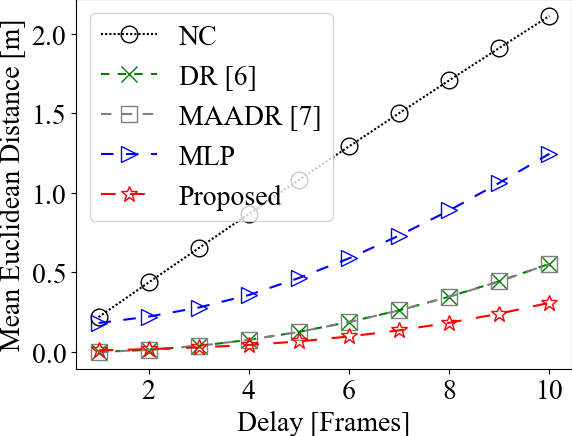 Mean Euclidean Distance [m]
2.0
1.5
1.0
0.5
0.0
NC
DR [6]
MAADR [7]
MLP
Proposed
2 4 6 8 10
Delay [Frames]